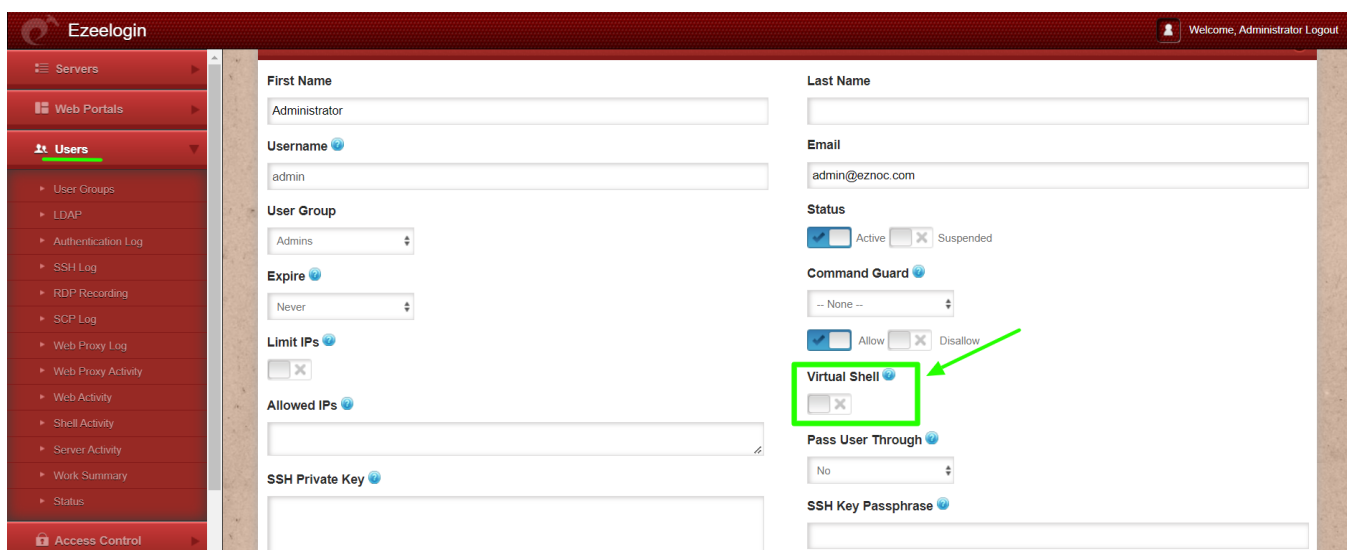 Ezeelogin
Welcome, Administrator Logout
Servers
Web Portals
Users
User Groups
LDAP
Authentication Log
SSH Log
RDP Recording
SCP Log
Web Proxy Log
Web Proxy Activity
Web Activity
Shell Activity
Server Activity
Work Summary
Status
Access Control
First Name
Administrator
Username ?
admin
User Group
Admins
Expire ?
Never
Limit IPs ?
Allowed IPs ?
SSH Private Key ?
Last Name
Email
admin@eznoc.com
Status
Active Suspended
Command Guard ?
-- None --
Allow Disallow
Virtual Shell ?
Pass User Through ?
No
SSH Key Passphrase ?